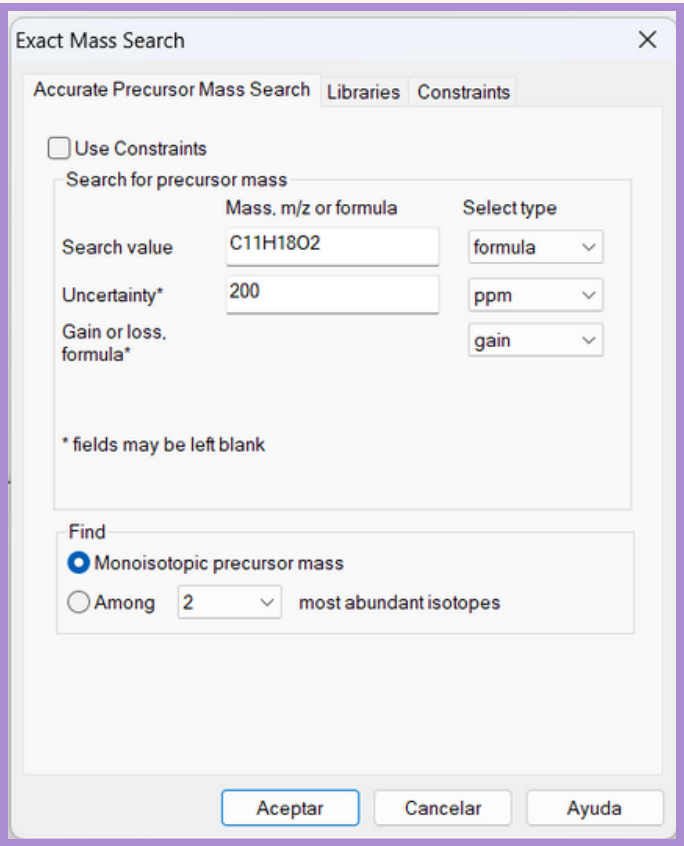 Exact Mass Search
Accurate Precursor Mass Search Libraries Constraints
Use Constraints
Search for precursor mass
Mass, m/z or formula Select type
Search value C11H18O2 formula
Uncertainty* 200 ppm
Gain or loss, formula* gain
* fields may be left blank
Find
Monoisotopic precursor mass
Among 2 most abundant isotopes
Aceptar Cancelar Ayuda